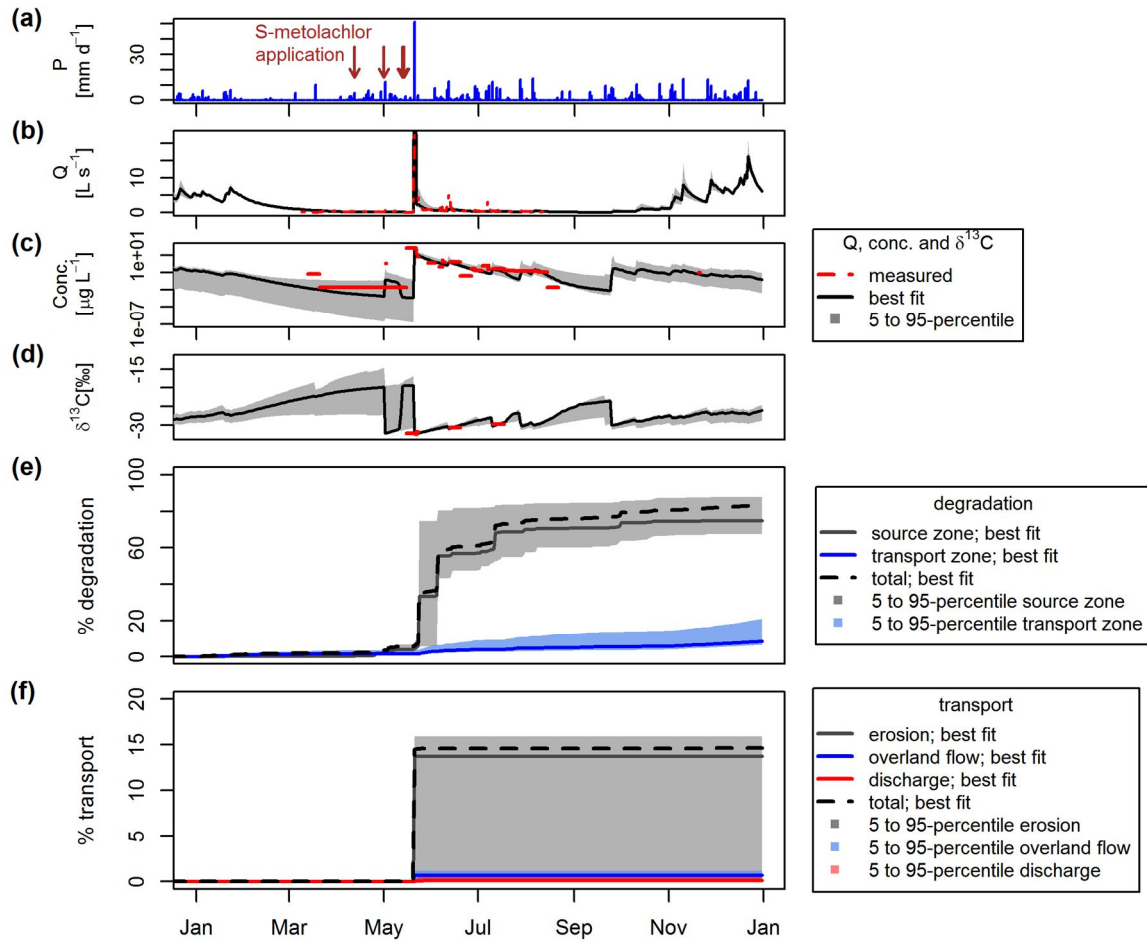 (a)
P
[mm d⁻¹]
0
30
S-metolachlor
application
Jan
Mar
May
Jul
Sep
Nov
Jan
(b)
Q
[L s⁻¹]
0
10
(c)
Conc.
[µg L⁻¹]
1e-07
1e+01
Q, conc. and δ¹³C
measured
best fit
5 to 95-percentile
(d)
δ¹³C[‰]
-30
-15
(e)
% degradation
0
20
60
100
degradation
source zone; best fit
transport zone; best fit
total; best fit
5 to 95-percentile source zone
5 to 95-percentile transport zone
(f)
% transport
0
5
10
15
20
transport
erosion; best fit
overland flow; best fit
discharge; best fit
total; best fit
5 to 95-percentile erosion
5 to 95-percentile overland flow
5 to 95-percentile discharge